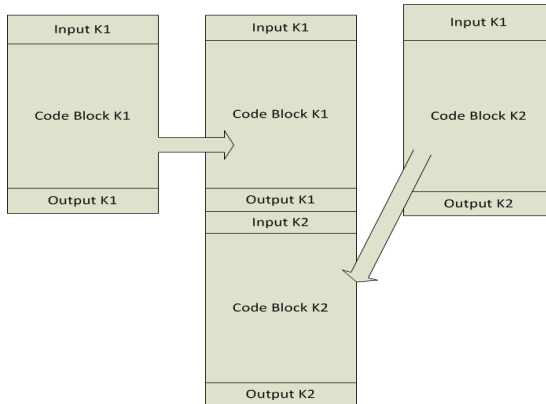 Input K1
Code Block K1
Output K1
Input K1
Code Block K1
Output K1
Input K2
Code Block K2
Output K2
Input K1
Code Block K2
Output K2